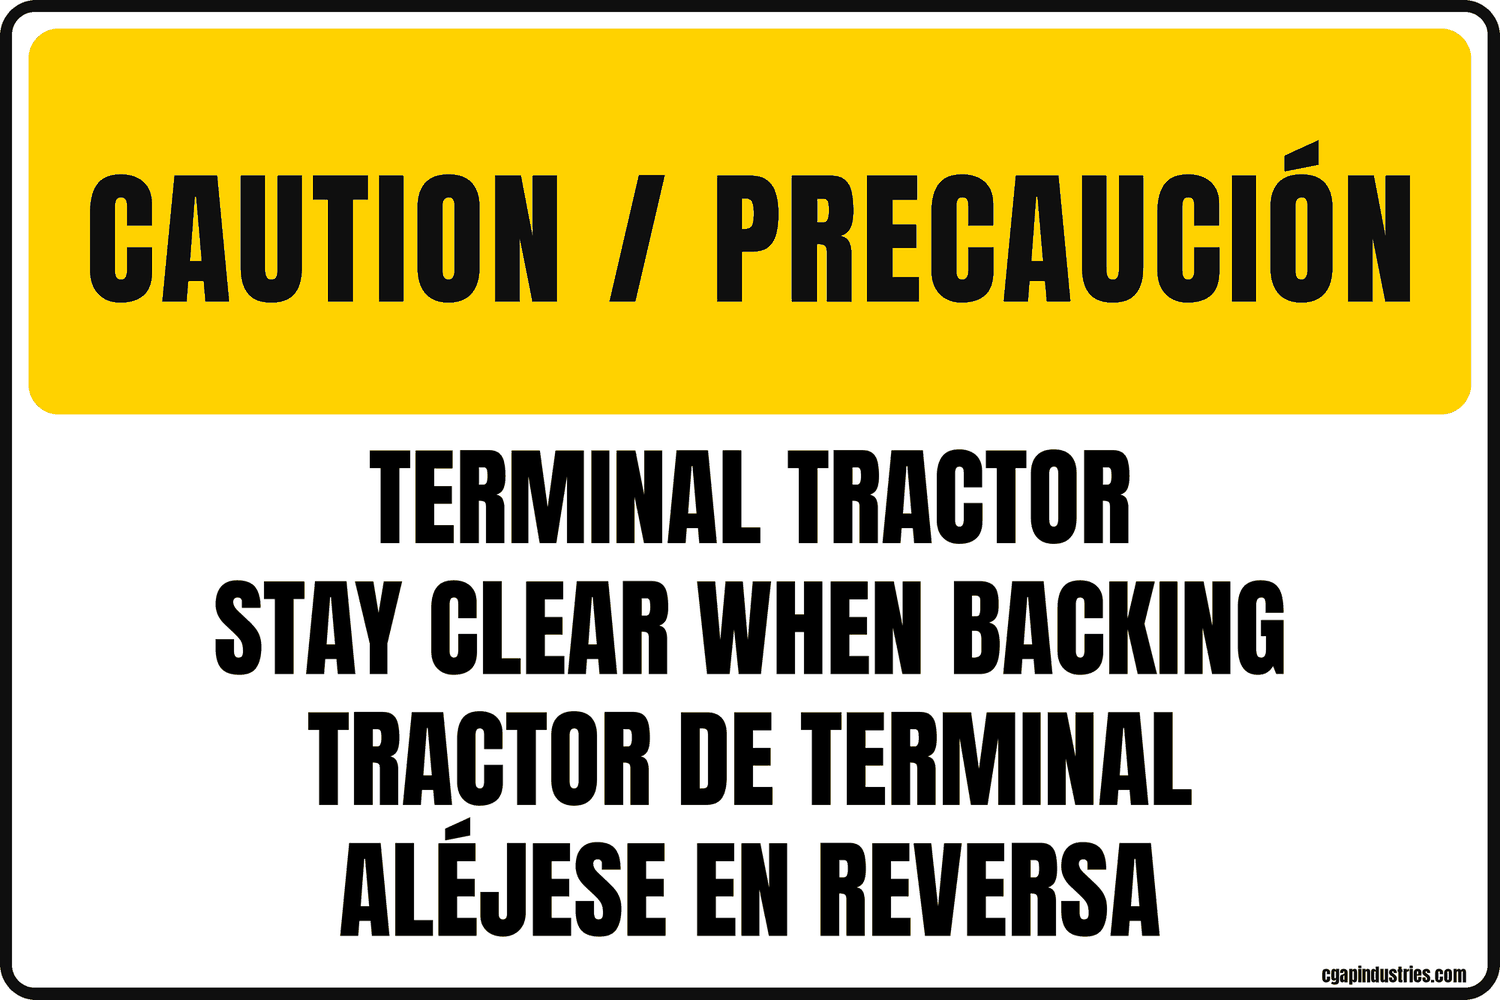 CAUTION / PRECAUCIÓN
TERMINAL TRACTOR
STAY CLEAR WHEN BACKING
TRACTOR DE TERMINAL
ALÉJESE EN REVERSA
cgapindustries.com